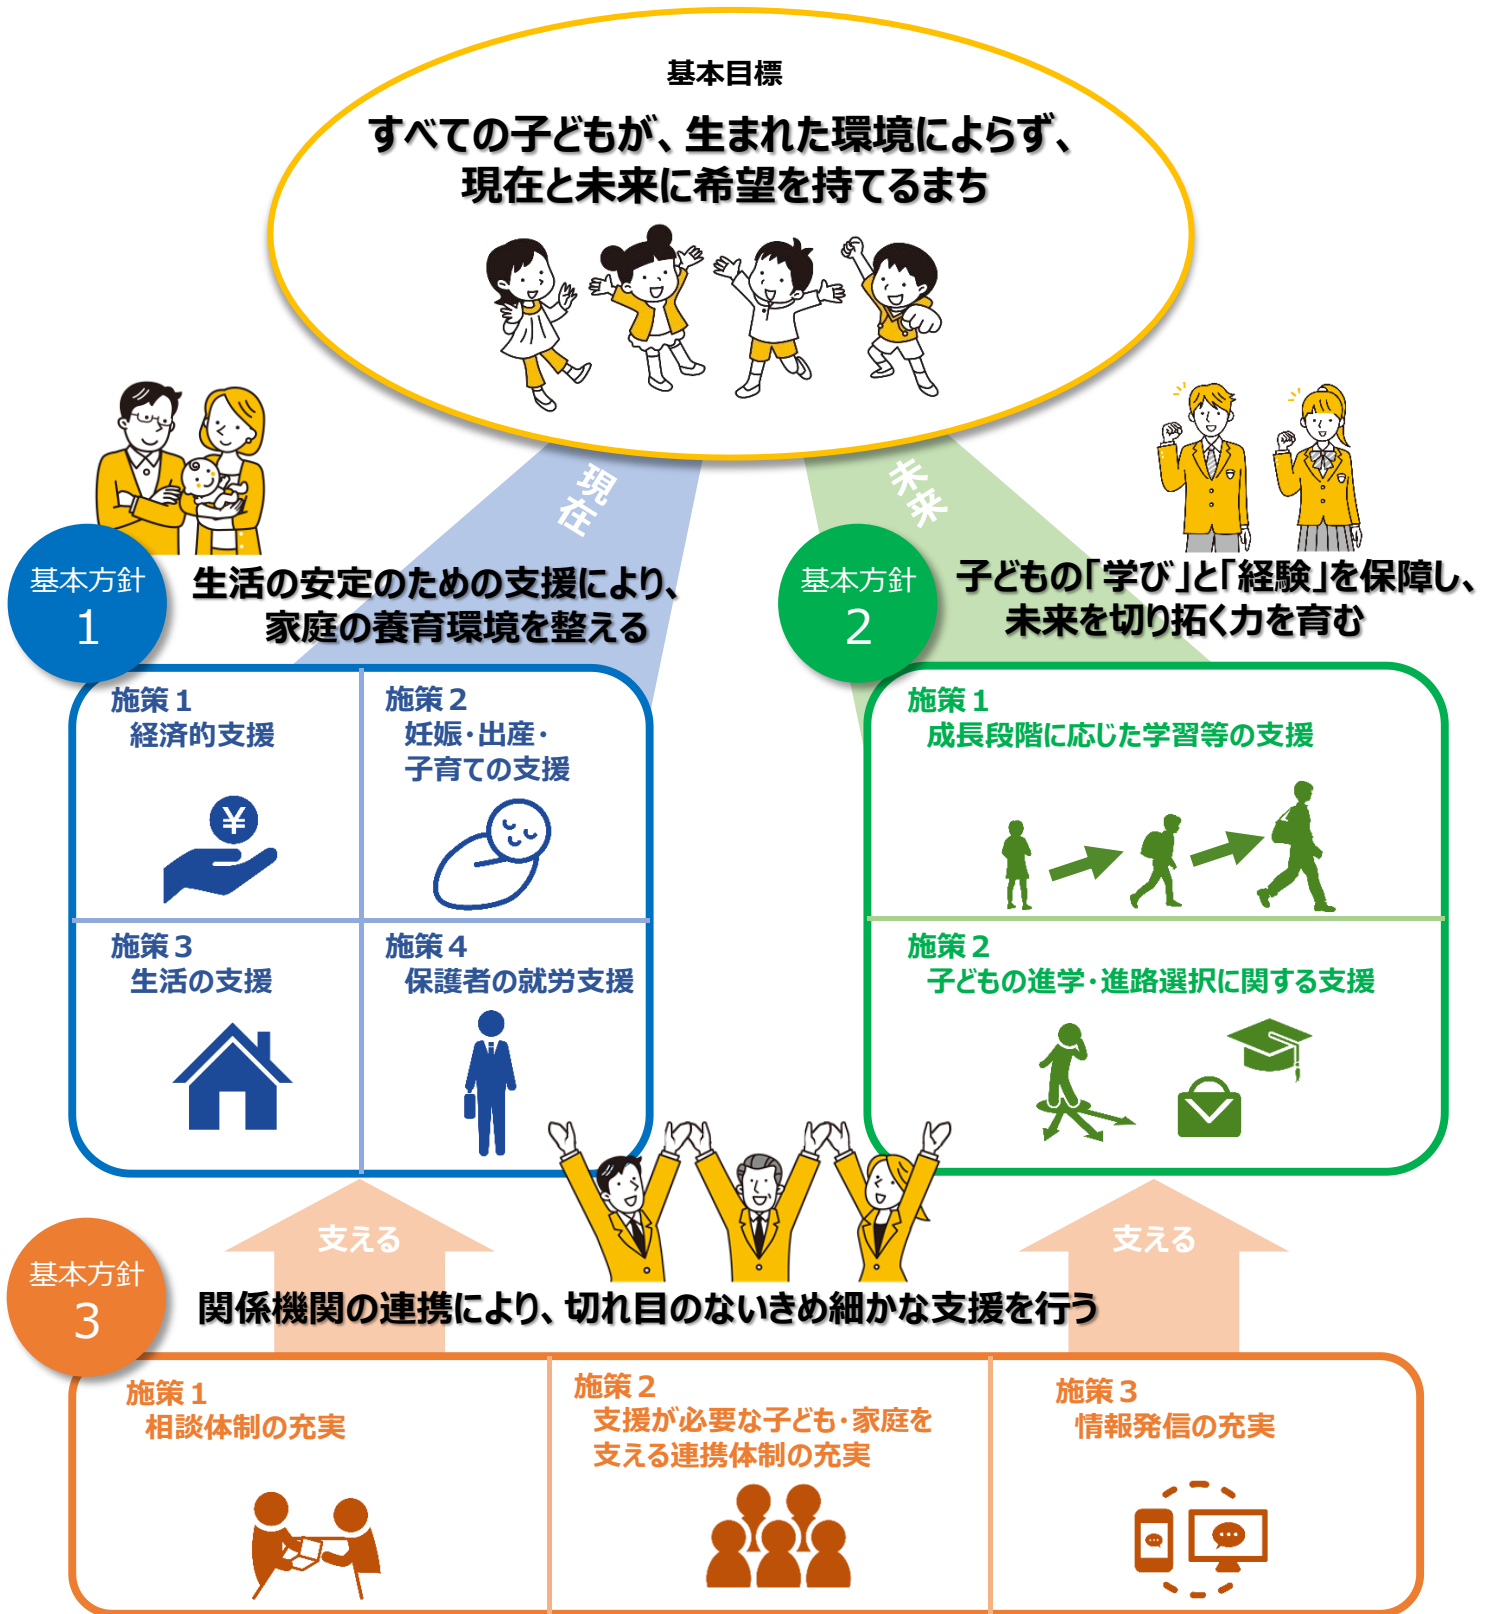 基本目標
すべての子どもが、生まれた環境によらず、
現在と未来に希望を持てるまち
現在
未来
基本方針
1
生活の安定のための支援により、
家庭の養育環境を整える
施策1
経済的支援
¥
施策2
妊娠・出産・
子育ての支援
施策3
生活の支援
施策4
保護者の就労支援
基本方針
2
子どもの「学び」と「経験」を保障し、
未来を切り拓く力を育む
施策1
成長段階に応じた学習等の支援
施策2
子どもの進学・進路選択に関する支援
支える
支える
基本方針
3
関係機関の連携により、切れ目のないきめ細かな支援を行う
施策1
相談体制の充実
施策2
支援が必要な子ども・家庭を
支える連携体制の充実
施策3
情報発信の充実